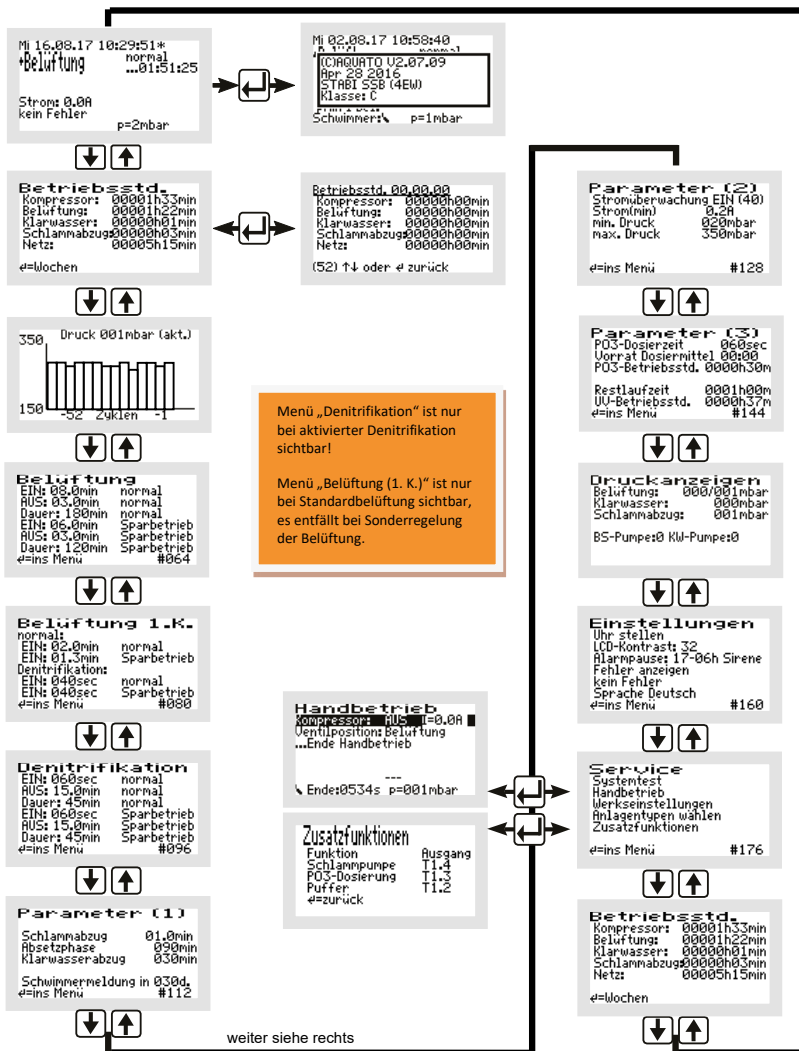 Mi 16.08.17 10:29:51*
Belüftung normal
...01:51:25
Strom: 0.0A
kein Fehler
p=2mbar
Mi 02.08.17 10:58:40
(C)AQUATO V2.07.09
Apr 28 2016
STABI SSB (4EW)
Klasse: C
Schwimmer: p=1mbar
Betriebsstd.
Kompressor: 00001h33min
Belüftung: 00001h22min
Klarwasser: 00000h01min
Schlammabzug:00000h03min
Netz: 00005h15min
↵=Wochen
Betriebsstd. 00.00.00
Kompressor: 00000h00min
Belüftung: 00000h00min
Klarwasser: 00000h00min
Schlammabzug:00000h00min
Netz: 00000h00min
(52) ↑↓ oder ↵ zurück
Druck 001mbar (akt.)
350
150
-52 Zyklen -1
Belüftung
EIN: 08.0min normal
AUS: 03.0min normal
Dauer: 180min normal
EIN: 06.0min Sparbetrieb
AUS: 03.0min Sparbetrieb
Dauer: 120min Sparbetrieb
↵=ins Menü #064
Belüftung 1.K.
normal:
EIN: 02.0min normal
EIN: 01.3min Sparbetrieb
Denitrifikation:
EIN: 040sec normal
EIN: 040sec Sparbetrieb
↵=ins Menü #080
Denitrifikation
EIN: 060sec normal
AUS: 15.0min normal
Dauer: 45min normal
EIN: 060sec Sparbetrieb
AUS: 15.0min Sparbetrieb
Dauer: 45min Sparbetrieb
↵=ins Menü #096
Parameter (1)
Schlammabzug 01.0min
Absetzphase 090min
Klarwasserabzug 030min
Schwimmermeldung in 030d.
↵=ins Menü #112
weiter siehe rechts
Menü „Denitrifikation“ ist nur
bei aktivierter Denitrifikation
sichtbar!
Menü „Belüftung (1. K.)“ ist nur
bei Standardbelüftung sichtbar,
es entfällt bei Sonderregelung
der Belüftung.
Handbetrieb
Kompressor: AUS I=0.0A
Ventilposition: Belüftung
...Ende Handbetrieb
---
Ende:0534s p=001mbar
Zusatzfunktionen
Funktion Ausgang
Schlammpumpe T1.4
PO3-Dosierung T1.3
Puffer T1.2
↵=zurück
Parameter (2)
Stromüberwachung EIN (40)
Strom(min) 0.2A
min. Druck 020mbar
max. Druck 350mbar
↵=ins Menü #128
Parameter (3)
PO3-Dosierzeit 060sec
Vorrat Dosiermittel 00:00
PO3-Betriebsstd. 0000h30m
Restlaufzeit 0001h00m
UV-Betriebsstd. 0000h37m
↵=ins Menü #144
Druckanzeigen
Belüftung: 000/001mbar
Klarwasser: 000mbar
Schlammabzug: 001mbar
BS-Pumpe:0 KW-Pumpe:0
Einstellungen
Uhr stellen
LCD-Kontrast: 32
Alarmpause: 17-06h Sirene
Fehler anzeigen
kein Fehler
Sprache Deutsch
↵=ins Menü #160
Service
Systemtest
Handbetrieb
Werkseinstellungen
Anlagentypen wählen
Zusatzfunktionen
↵=ins Menü #176
Betriebsstd.
Kompressor: 00001h33min
Belüftung: 00001h22min
Klarwasser: 00000h01min
Schlammabzug:00000h03min
Netz: 00005h15min
↵=Wochen